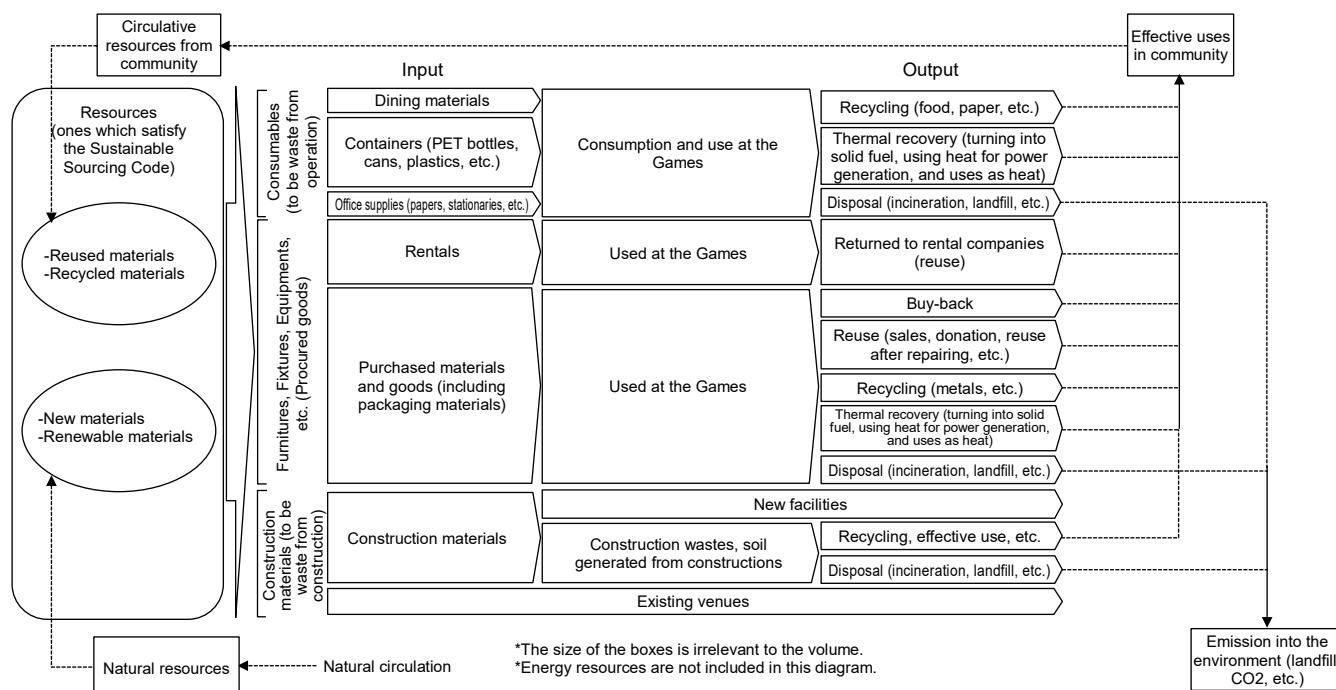 Circulative
resources from
community
Effective uses
in community
Input
Output
Resources
(ones which satisfy
the Sustainable
Sourcing Code)
-Reused materials
-Recycled materials
-New materials
-Renewable materials
Consumables
(to be waste from
operation)
Dining materials
Containers (PET bottles,
cans, plastics, etc.)
Office supplies (papers, stationaries, etc.)
Consumption and use at the
Games
Recycling (food, paper, etc.)
Thermal recovery (turning into
solid fuel, using heat for power
generation, and uses as heat)
Disposal (incineration, landfill, etc.)
Furnitures, Fixtures, Equipments,
etc. (Procured goods)
Rentals
Used at the Games
Returned to rental companies
(reuse)
Purchased materials
and goods (including
packaging materials)
Used at the Games
Buy-back
Reuse (sales, donation, reuse
after repairing, etc.)
Recycling (metals, etc.)
Thermal recovery (turning into solid
fuel, using heat for power generation,
and uses as heat)
Disposal (incineration, landfill, etc.)
Construction
materials (to be
waste from
construction)
Construction materials
New facilities
Construction wastes, soil
generated from constructions
Recycling, effective use, etc.
Disposal (incineration, landfill, etc.)
Existing venues
Natural resources
Natural circulation
*The size of the boxes is irrelevant to the volume.
*Energy resources are not included in this diagram.
Emission into the
environment (landfill,
CO2, etc.)